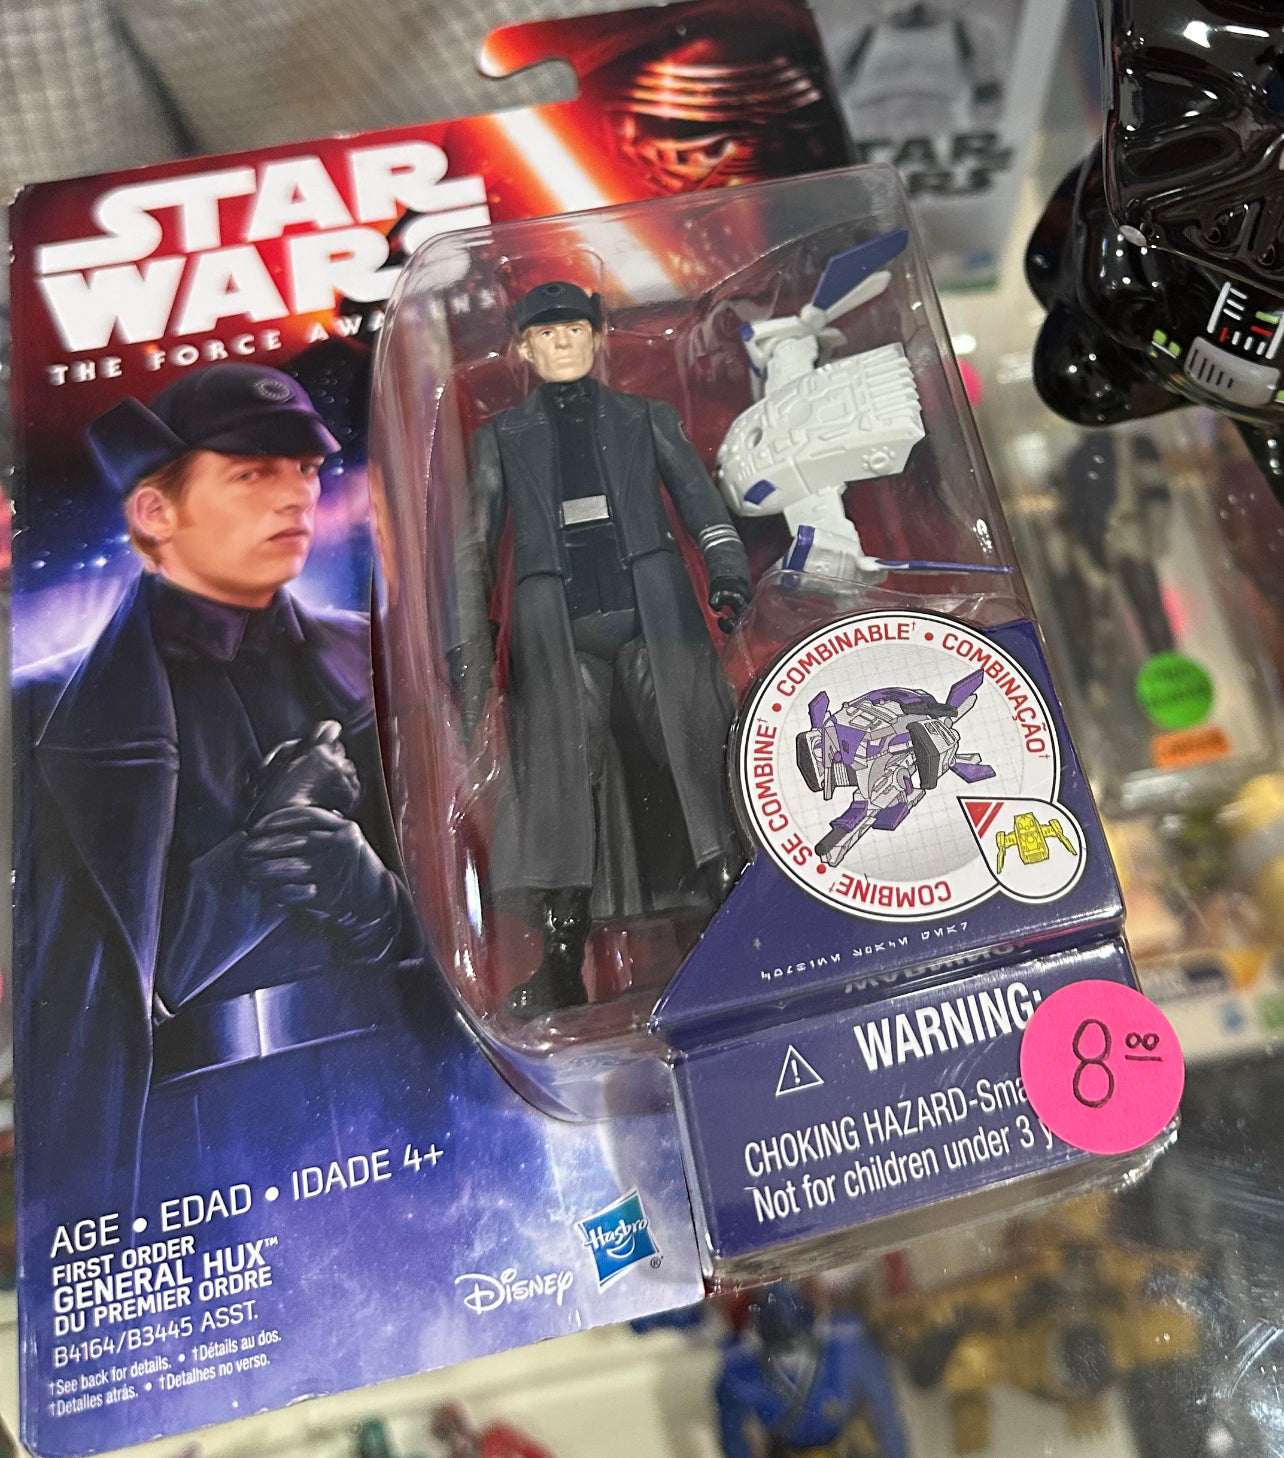 STAR
WARS
THE FORCE AWAKENS
COMBINABLE† • COMBINAÇÃO† • COMBINE† • SE COMBINE† •
WARNING:
CHOKING HAZARD-Sma
Not for children under 3 y
8 00
AGE • EDAD • IDADE 4+
FIRST ORDER
GENERAL HUX™
DU PREMIER ORDRE
B4164/B3445 ASST.
†See back for details. • †Détails au dos.
†Detalles atrás. • †Detalhes no verso.
Disney
Hasbro®
STAR
WARS